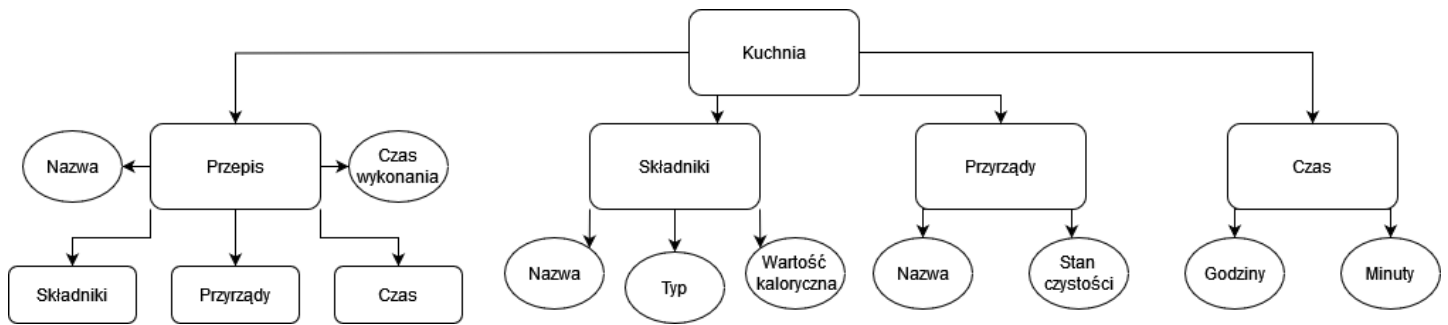 Kuchnia
Nazwa
Przepis
Czas
wykonania
Składniki
Przyrządy
Czas
Składniki
Przyrządy
Czas
Nazwa
Typ
Wartość
kaloryczna
Nazwa
Stan
czystości
Godziny
Minuty